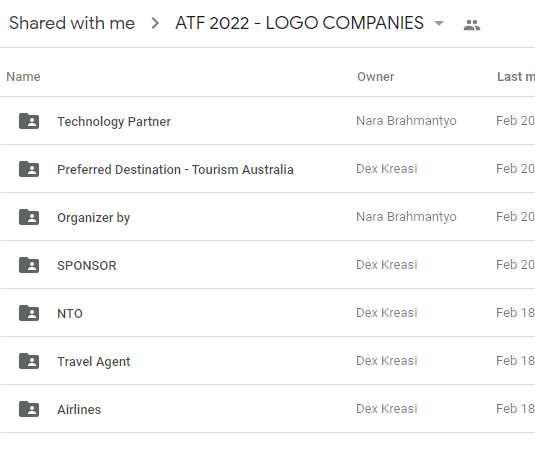 Shared with me > ATF 2022 - LOGO COMPANIES
Name Owner Last m
Technology Partner Nara Brahmantyo Feb 20
Preferred Destination - Tourism Australia Dex Kreasi Feb 20
Organizer by Nara Brahmantyo Feb 20
SPONSOR Dex Kreasi Feb 20
NTO Dex Kreasi Feb 18
Travel Agent Dex Kreasi Feb 18
Airlines Dex Kreasi Feb 18